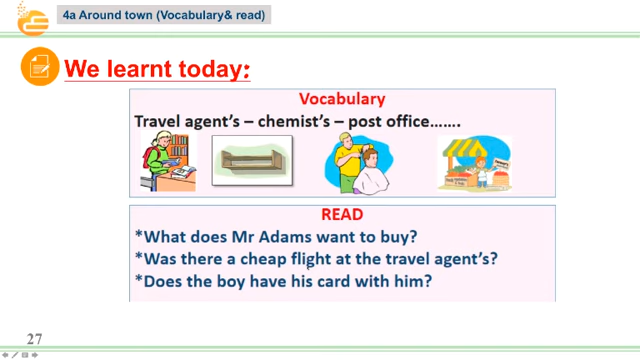 4a Around town (Vocabulary& read)
We learnt today:
Vocabulary
Travel agent's – chemist's – post office…….
READ
*What does Mr Adams want to buy?
*Was there a cheap flight at the travel agent's?
*Does the boy have his card with him?
27